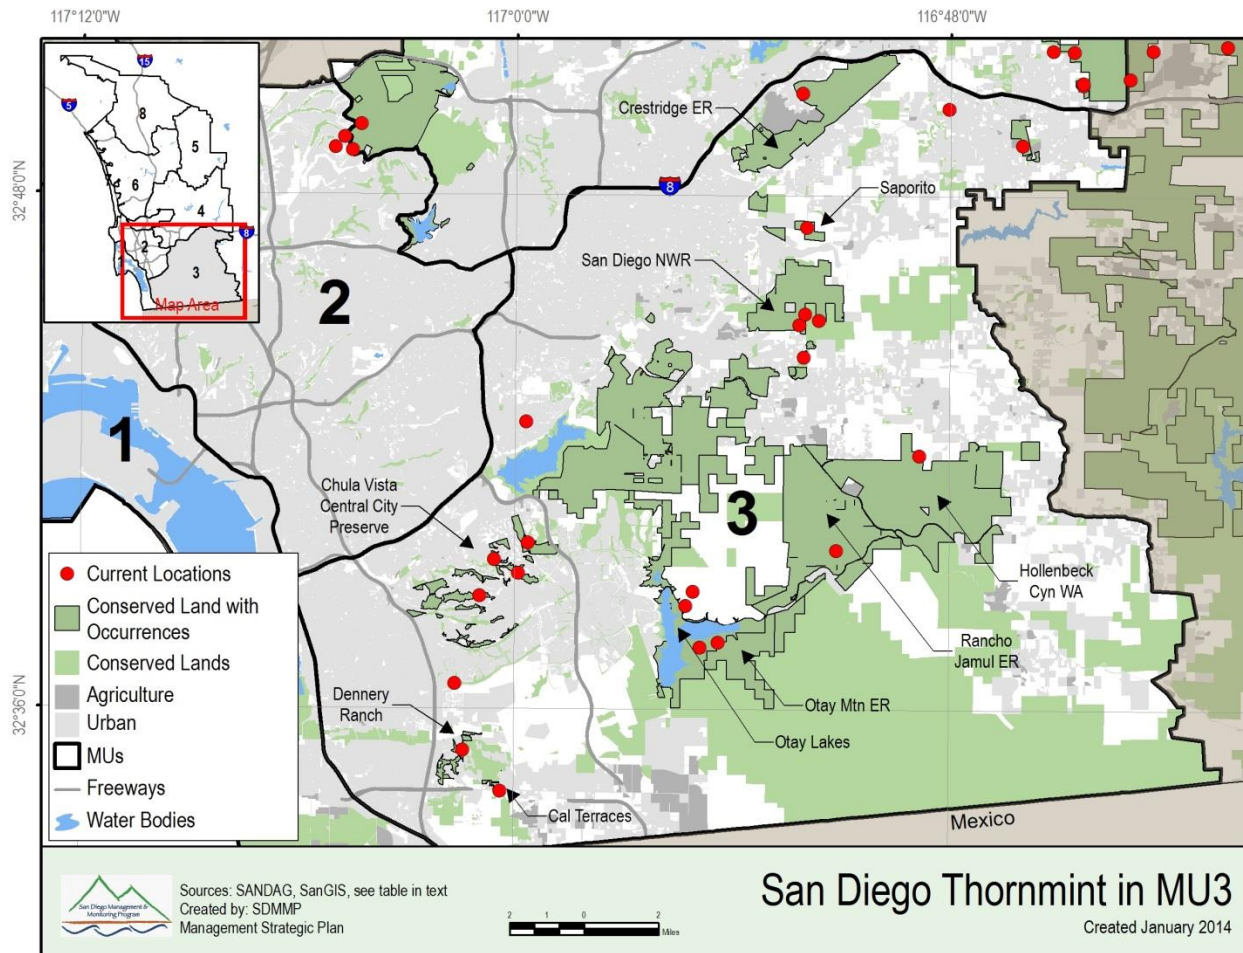 117°12'0"W
117°0'0"W
116°48'0"W
32°48'0"N
32°36'0"N
15
5
8
5
6
4
8
2
1
3
Map Area
Crestridge ER
8
Saporito
San Diego NWR
2
1
3
Chula Vista
Central City
Preserve
Hollenbeck
Cyn WA
Rancho
Jamul ER
Otay Mtn ER
Otay Lakes
Dennery
Ranch
Cal Terraces
Mexico
Current Locations
Conserved Land with
Occurrences
Conserved Lands
Agriculture
Urban
MUs
Freeways
Water Bodies
San Diego Management &
Monitoring Program
Sources: SANDAG, SanGIS, see table in text
Created by: SDMMP
Management Strategic Plan
2 1 0 2
Miles
San Diego Thornmint in MU3
Created January 2014